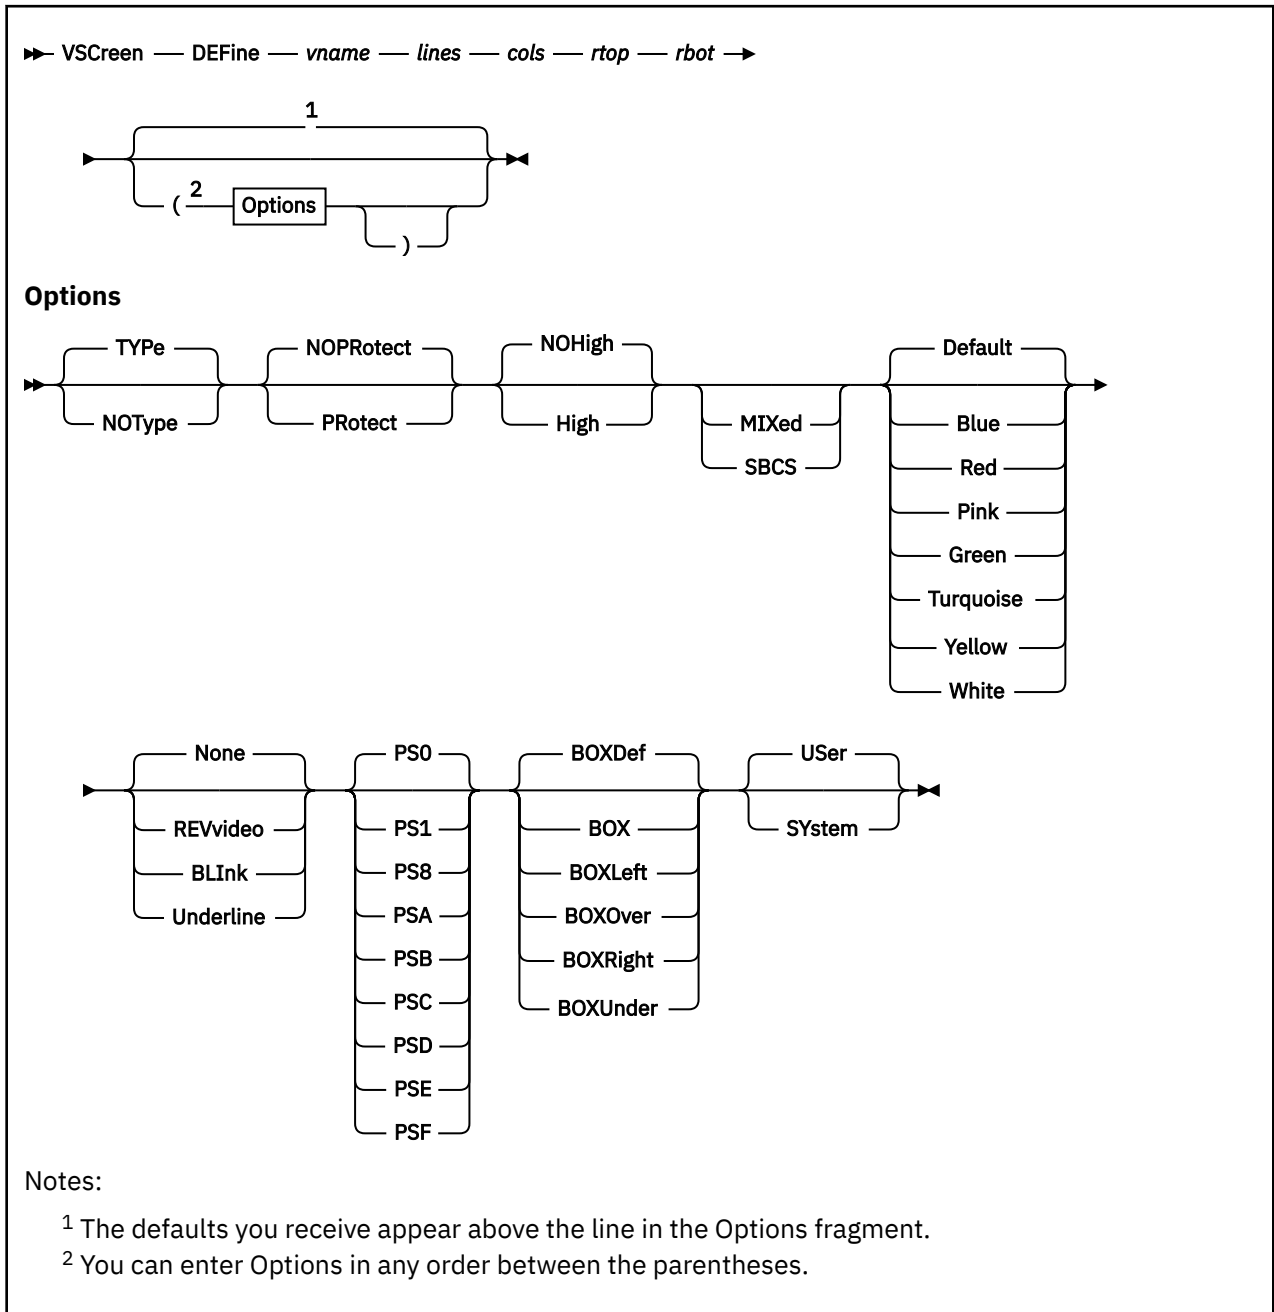 VSCreen DEFine vname lines cols rtop rbot
1
( 2 Options
)
Options
TYPe NOPRotect NOHigh Default
NOType PRotect High MIXed Blue
SBCS Red
Pink
Green
Turquoise
Yellow
White
None PS0 BOXDef USer
REVvideo PS1 BOX SYstem
BLInk PS8 BOXLeft
Underline PSA BOXOver
PSB BOXRight
PSC BOXUnder
PSD
PSE
PSF
Notes:
1 The defaults you receive appear above the line in the Options fragment.
2 You can enter Options in any order between the parentheses.